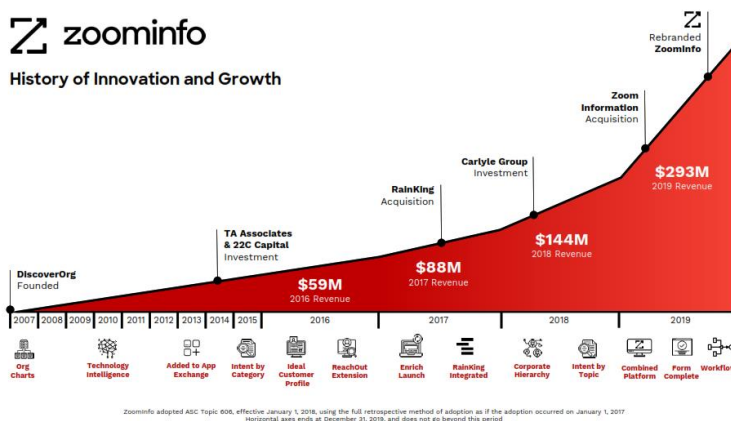 zoominfo
History of Innovation and Growth
Rebranded
ZoomInfo
Zoom
Information
Acquisition
Carlyle Group
Investment
RainKing
Acquisition
TA Associates
& 22C Capital
Investment
DiscoverOrg
Founded
$293M
2019 Revenue
$144M
2018 Revenue
$88M
2017 Revenue
$59M
2016 Revenue
2007 2008 2009 2010 2011 2012 2013 2014 2015 2016 2017 2018 2019
Org
Charts
Technology
Intelligence
Added to App
Exchange
Intent by
Category
Ideal
Customer
Profile
ReachOut
Extension
Enrich
Launch
RainKing
Integrated
Corporate
Hierarchy
Intent by
Topic
Combined
Platform
Form
Complete
Workflow
ZoomInfo adopted ASC Topic 606, effective January 1, 2018, using the full retrospective method of adoption as if the adoption occurred on January 1, 2017
Horizontal axes ends at December 31, 2019, and does not go beyond this period